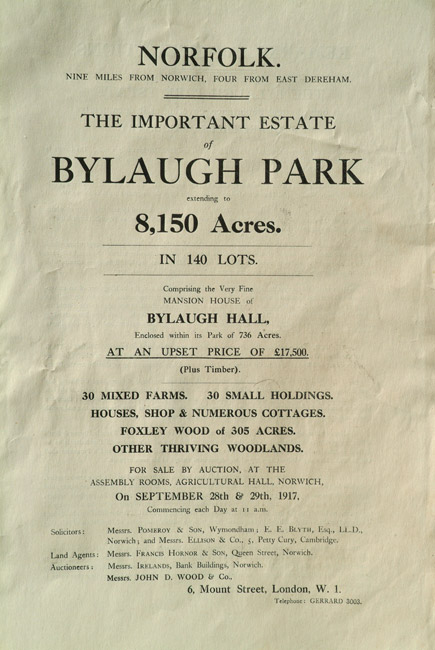 NORFOLK.
NINE MILES FROM NORWICH, FOUR FROM EAST DEREHAM.
THE IMPORTANT ESTATE
of
BYLAUGH PARK
extending to
8,150 Acres.
IN 140 LOTS.
Comprising the Very Fine
MANSION HOUSE of
BYLAUGH HALL,
Enclosed within its Park of 736 Acres.
AT AN UPSET PRICE OF £17,500.
(Plus Timber).
30 MIXED FARMS. 30 SMALL HOLDINGS.
HOUSES, SHOP & NUMEROUS COTTAGES.
FOXLEY WOOD of 305 ACRES.
OTHER THRIVING WOODLANDS.
FOR SALE BY AUCTION, AT THE
ASSEMBLY ROOMS, AGRICULTURAL HALL, NORWICH,
On SEPTEMBER 28th & 29th, 1917,
Commencing each Day at 11 a.m.
Solicitors: Messrs. POMEROY & SON, Wymondham; E. E. BLYTH, Esq., LL.D.,
Norwich; and Messrs. ELLISON & Co., 5, Petty Cury, Cambridge.
Land Agents: Messrs. FRANCIS HORNOR & SON, Queen Street, Norwich.
Auctioneers: Messrs. IRELANDS, Bank Buildings, Norwich.
Messrs. JOHN D. WOOD & Co.,
6, Mount Street, London, W. 1.
Telephone: GERRARD 3003.